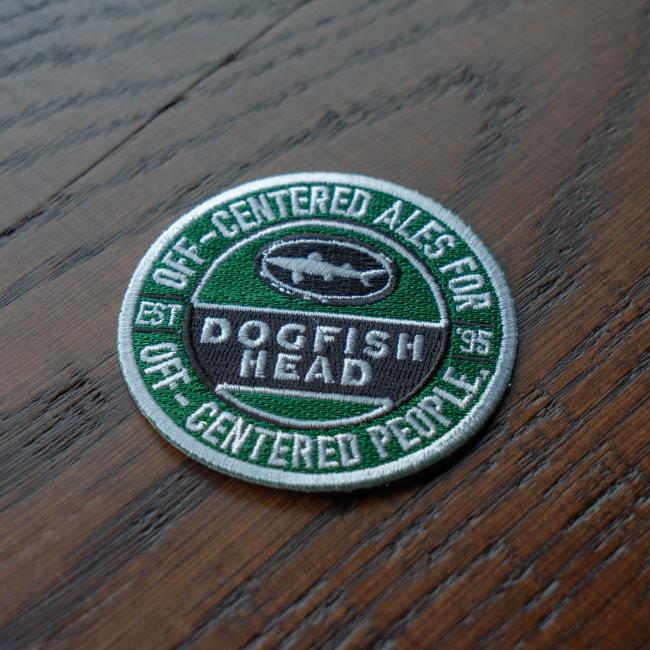 OFF-CENTERED ALES FOR
EST
DOGFISH
HEAD
95
OFF-CENTERED PEOPLE.